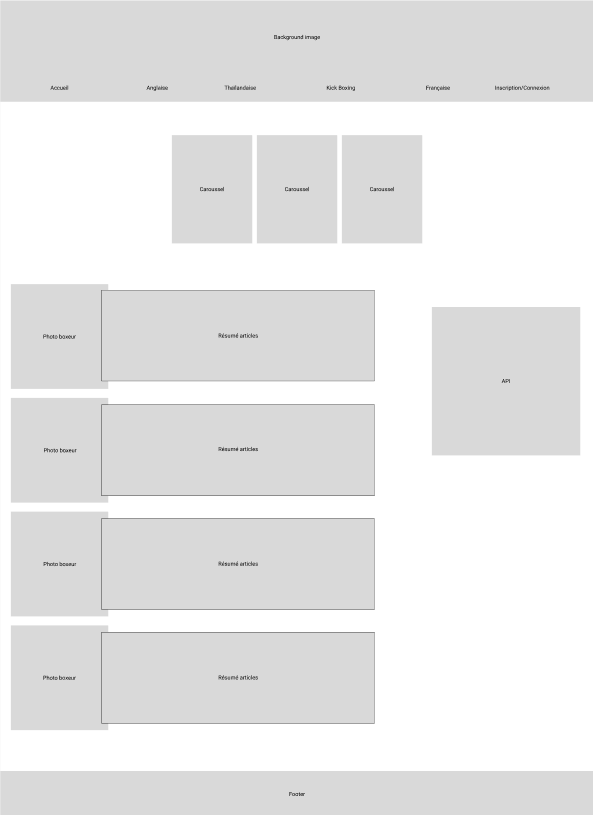 Background image
Accueil
Anglaise
Thaïlandaise
Kick Boxing
Française
Inscription/Connexion
Caroussel
Caroussel
Caroussel
Photo boxeur
Résumé articles
API
Photo boxeur
Résumé articles
Photo boxeur
Résumé articles
Photo boxeur
Résumé articles
Footer